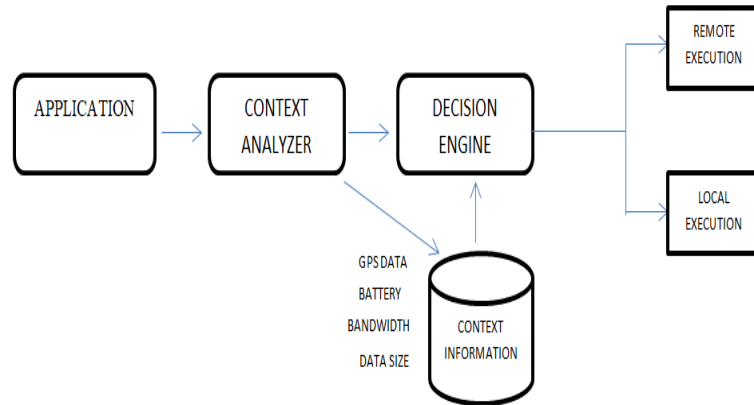 APPLICATION
CONTEXT
ANALYZER
DECISION
ENGINE
REMOTE
EXECUTION
LOCAL
EXECUTION
GPS DATA
BATTERY
BANDWIDTH
DATA SIZE
CONTEXT
INFORMATION